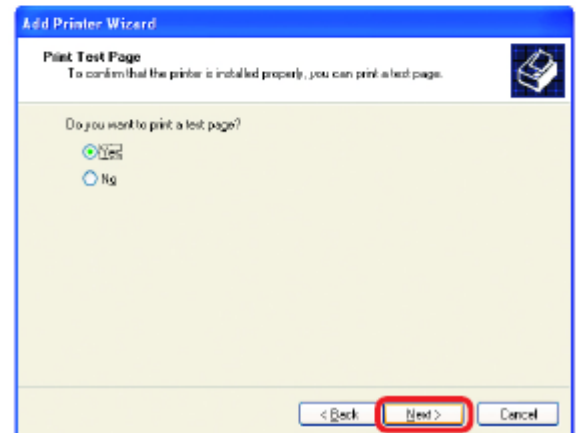 Add Printer Wizard
Print Test Page
To confirm that the printer is installed properly, you can print a test page.
Do you want to print a test page?
Yes
No
< Back
Next >
Cancel